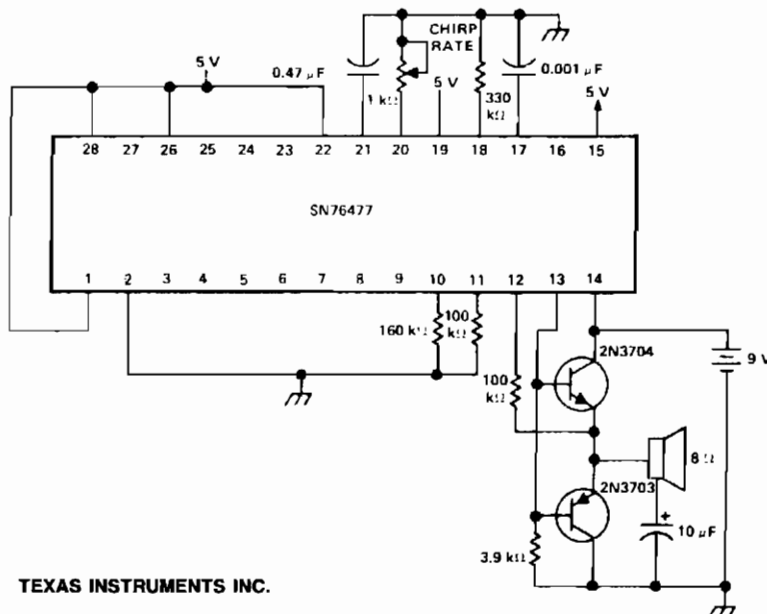 CHIRP
RATE
5 V
0.47 µF
1 kΩ
5 V
330
kΩ
0.001 µF
5 V
28 27 26 25 24 23 22 21 20 19 18 17 16 15
SN76477
1 2 3 4 5 6 7 8 9 10 11 12 13 14
160 kΩ
100
kΩ
100
kΩ
2N3704
9 V
8 Ω
2N3703
10 µF
3.9 kΩ
TEXAS INSTRUMENTS INC.